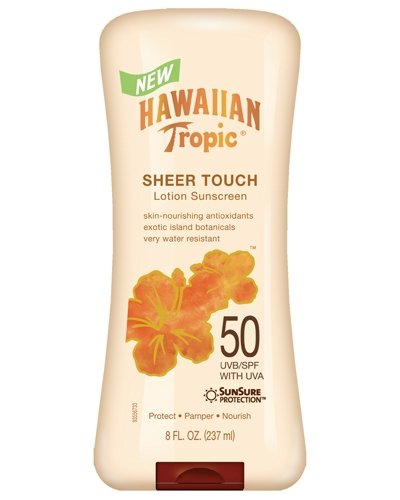 NEW
HAWAIIAN
Tropic®
SHEER TOUCH
Lotion Sunscreen
skin-nourishing antioxidants
exotic island botanicals
very water resistant
™
50
UVB/SPF
WITH UVA
SUNSURE
PROTECTION™
Protect • Pamper • Nourish
8 FL. OZ. (237 ml)